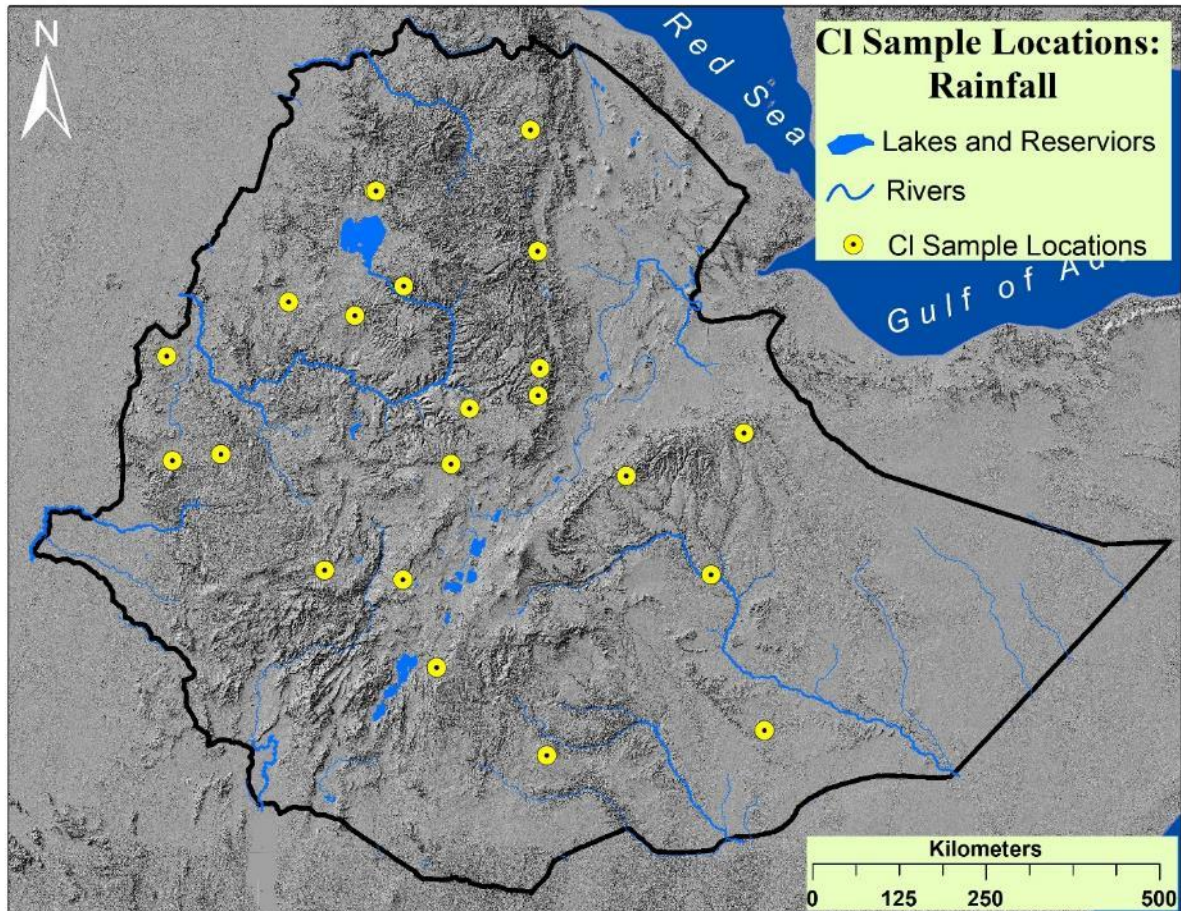 N
Red Sea
Cl Sample Locations:
Rainfall
Lakes and Reserviors
Rivers
Cl Sample Locations
Gulf of
Kilometers
0 125 250 500